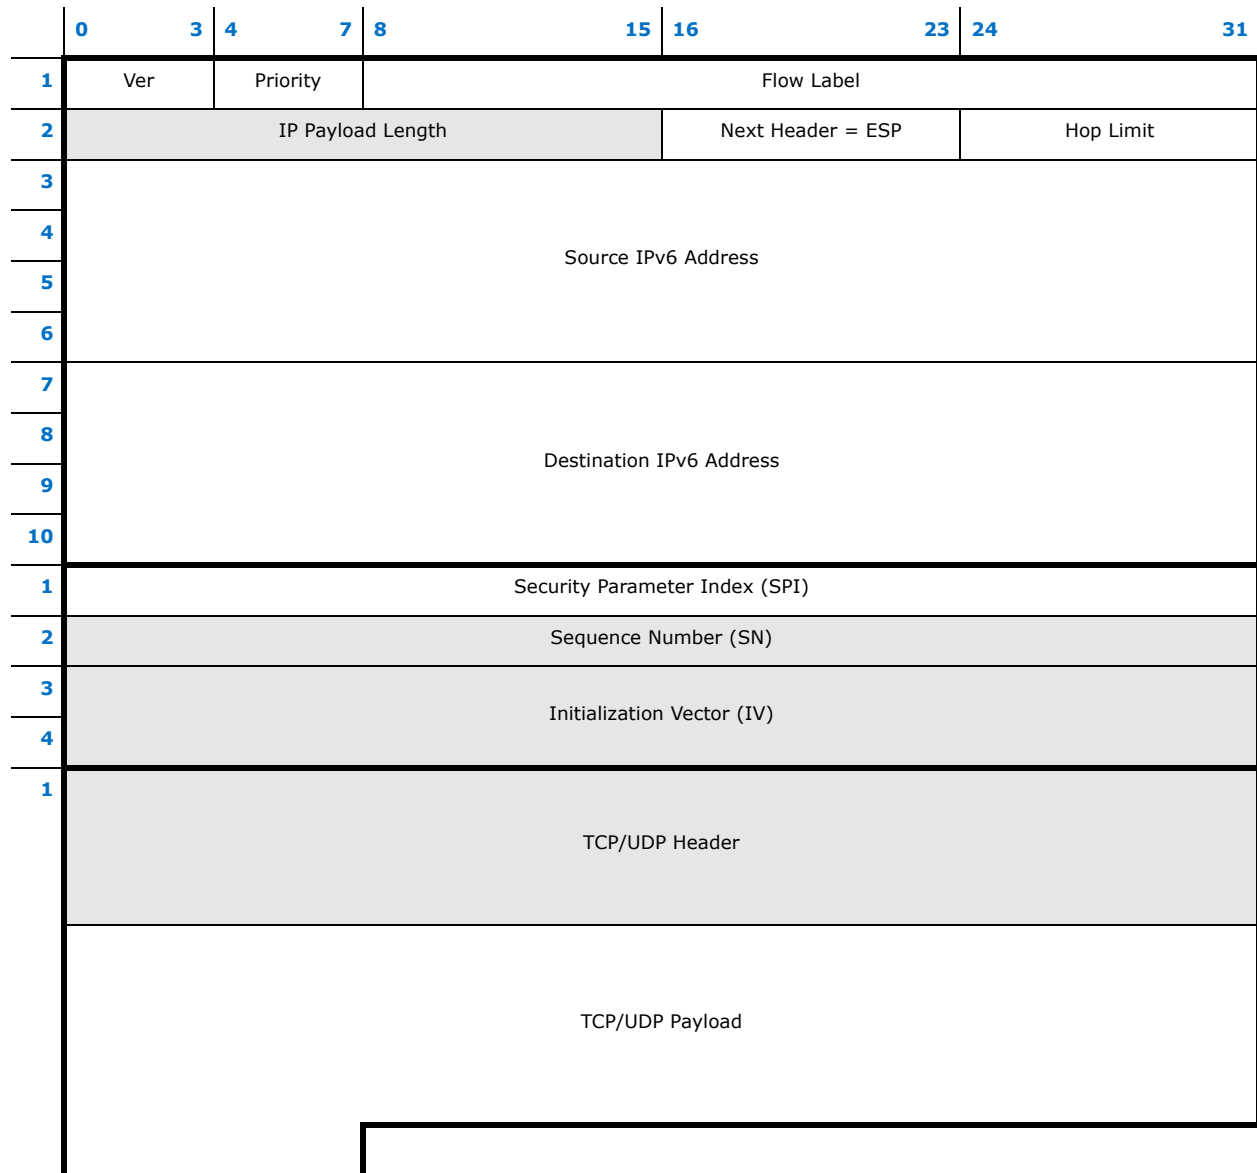 0 3 4 7 8 15 16 23 24 31
1 Ver Priority Flow Label
2 IP Payload Length Next Header = ESP Hop Limit
3
4
Source IPv6 Address
5
6
7
8
Destination IPv6 Address
9
10
1 Security Parameter Index (SPI)
2 Sequence Number (SN)
3
Initialization Vector (IV)
4
1
TCP/UDP Header
TCP/UDP Payload